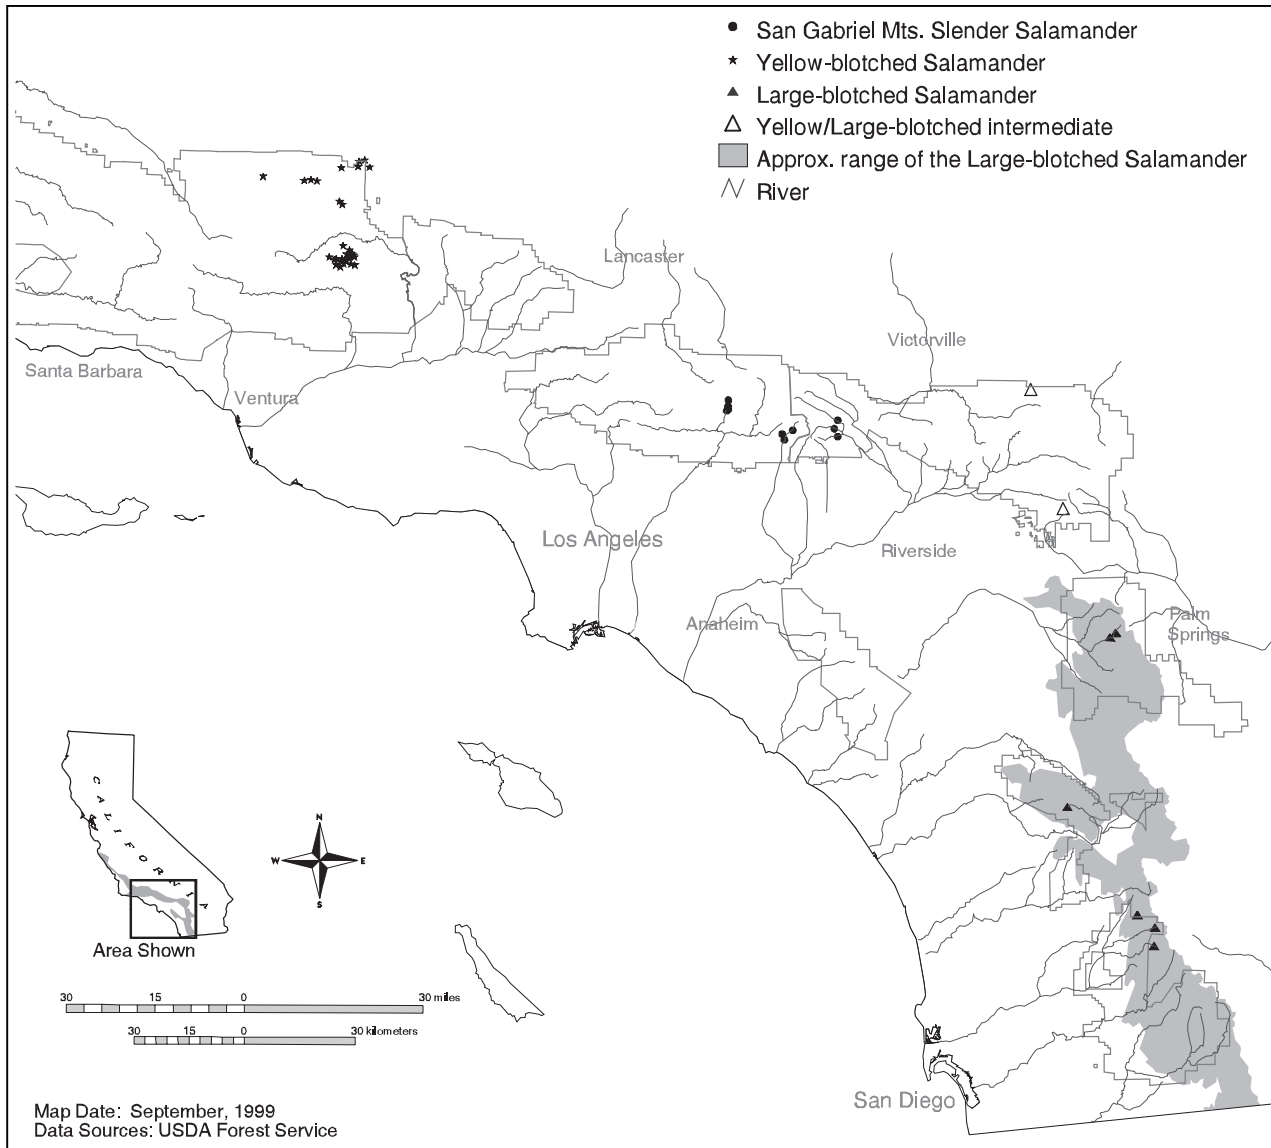 San Gabriel Mts. Slender Salamander
Yellow-blotched Salamander
Large-blotched Salamander
Yellow/Large-blotched intermediate
Approx. range of the Large-blotched Salamander
River
Lancaster
Victorville
Santa Barbara
Ventura
Los Angeles
Riverside
Anaheim
Palm
Springs
CALIFORNIA
N
W E
S
Area Shown
30 15 0 30 miles
30 15 0 30 kilometers
San Diego
Map Date: September, 1999
Data Sources: USDA Forest Service